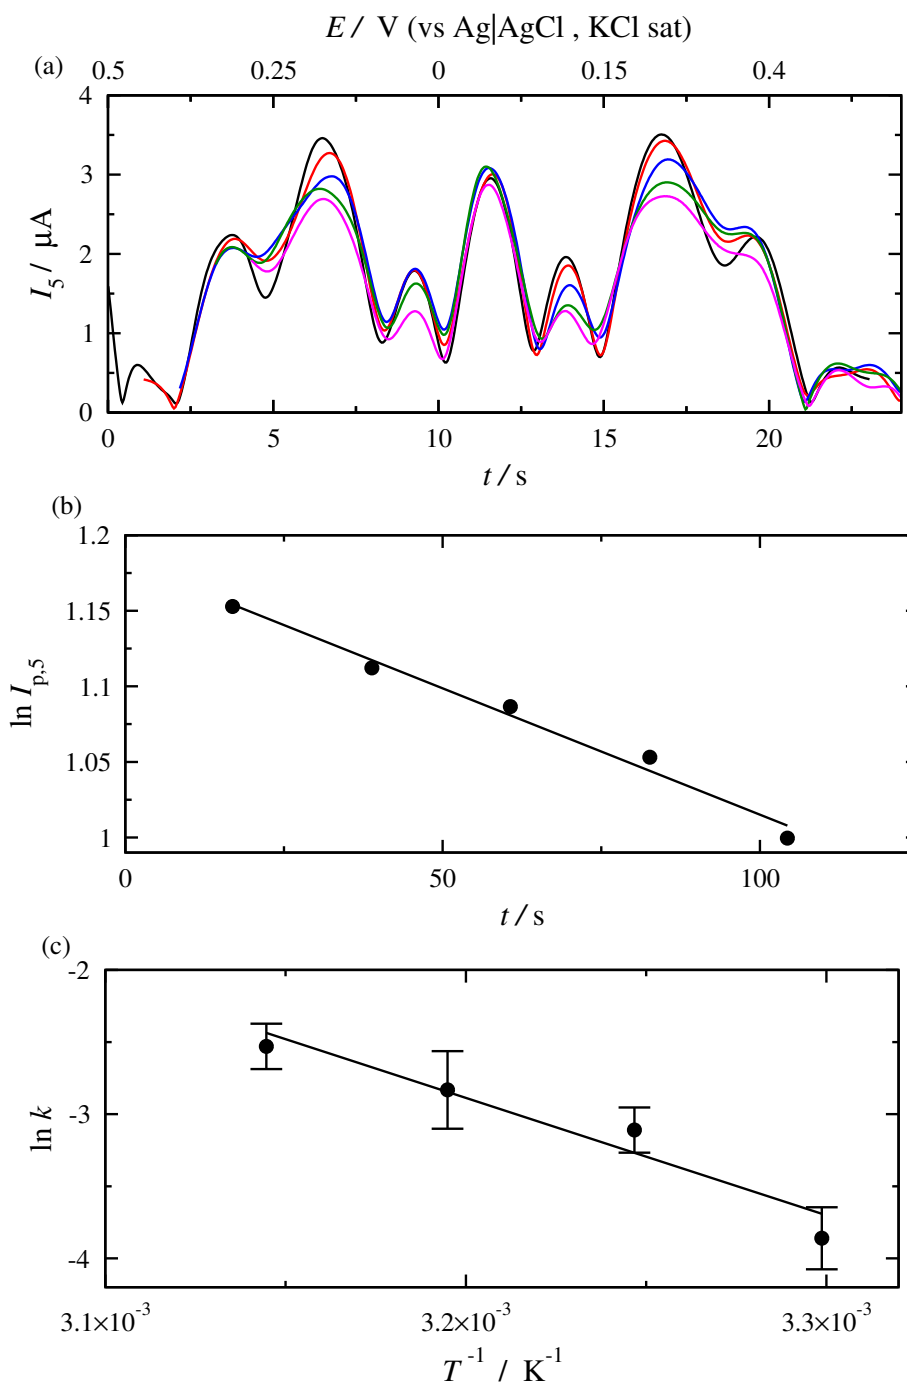 E / V (vs Ag|AgCl , KCl sat)
(a)
0.5 0.25 0 0.15 0.4
4
3
2
1
0
I5 / μA
0 5 10 15 20
t / s
(b)
1.2
1.15
1.1
1.05
1
ln Ip,5
0 50 100
t / s
(c)
-2
-3
-4
ln k
3.1×10-3 3.2×10-3 3.3×10-3
T-1 / K-1